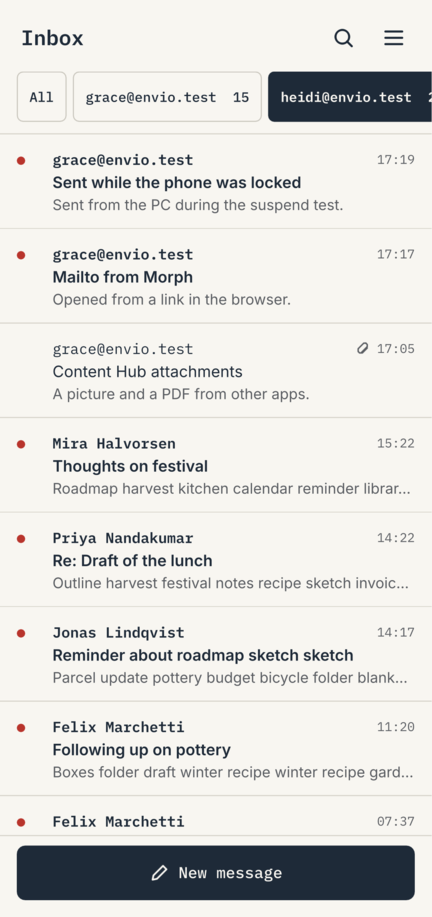 Inbox
All
grace@envio.test 15
heidi@envio.test
grace@envio.test 17:19
Sent while the phone was locked
Sent from the PC during the suspend test.
grace@envio.test 17:17
Mailto from Morph
Opened from a link in the browser.
grace@envio.test 17:05
Content Hub attachments
A picture and a PDF from other apps.
Mira Halvorsen 15:22
Thoughts on festival
Roadmap harvest kitchen calendar reminder librar...
Priya Nandakumar 14:22
Re: Draft of the lunch
Outline harvest festival notes recipe sketch invoic...
Jonas Lindqvist 14:17
Reminder about roadmap sketch sketch
Parcel update pottery budget bicycle folder blank...
Felix Marchetti 11:20
Following up on pottery
Boxes folder draft winter recipe winter recipe gard...
Felix Marchetti 07:37
New message